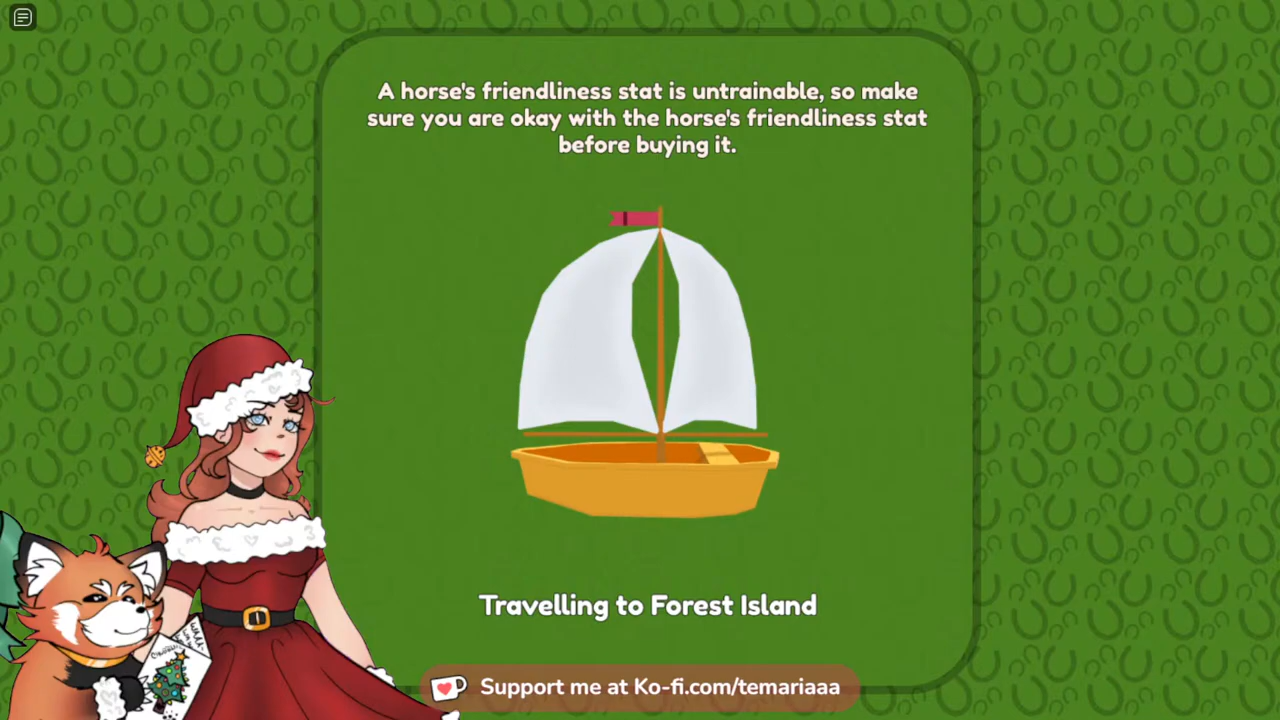 A horse's friendliness stat is untrainable, so make
sure you are okay with the horse's friendliness stat
before buying it.
Travelling to Forest Island
Support me at Ko-fi.com/temariaaa